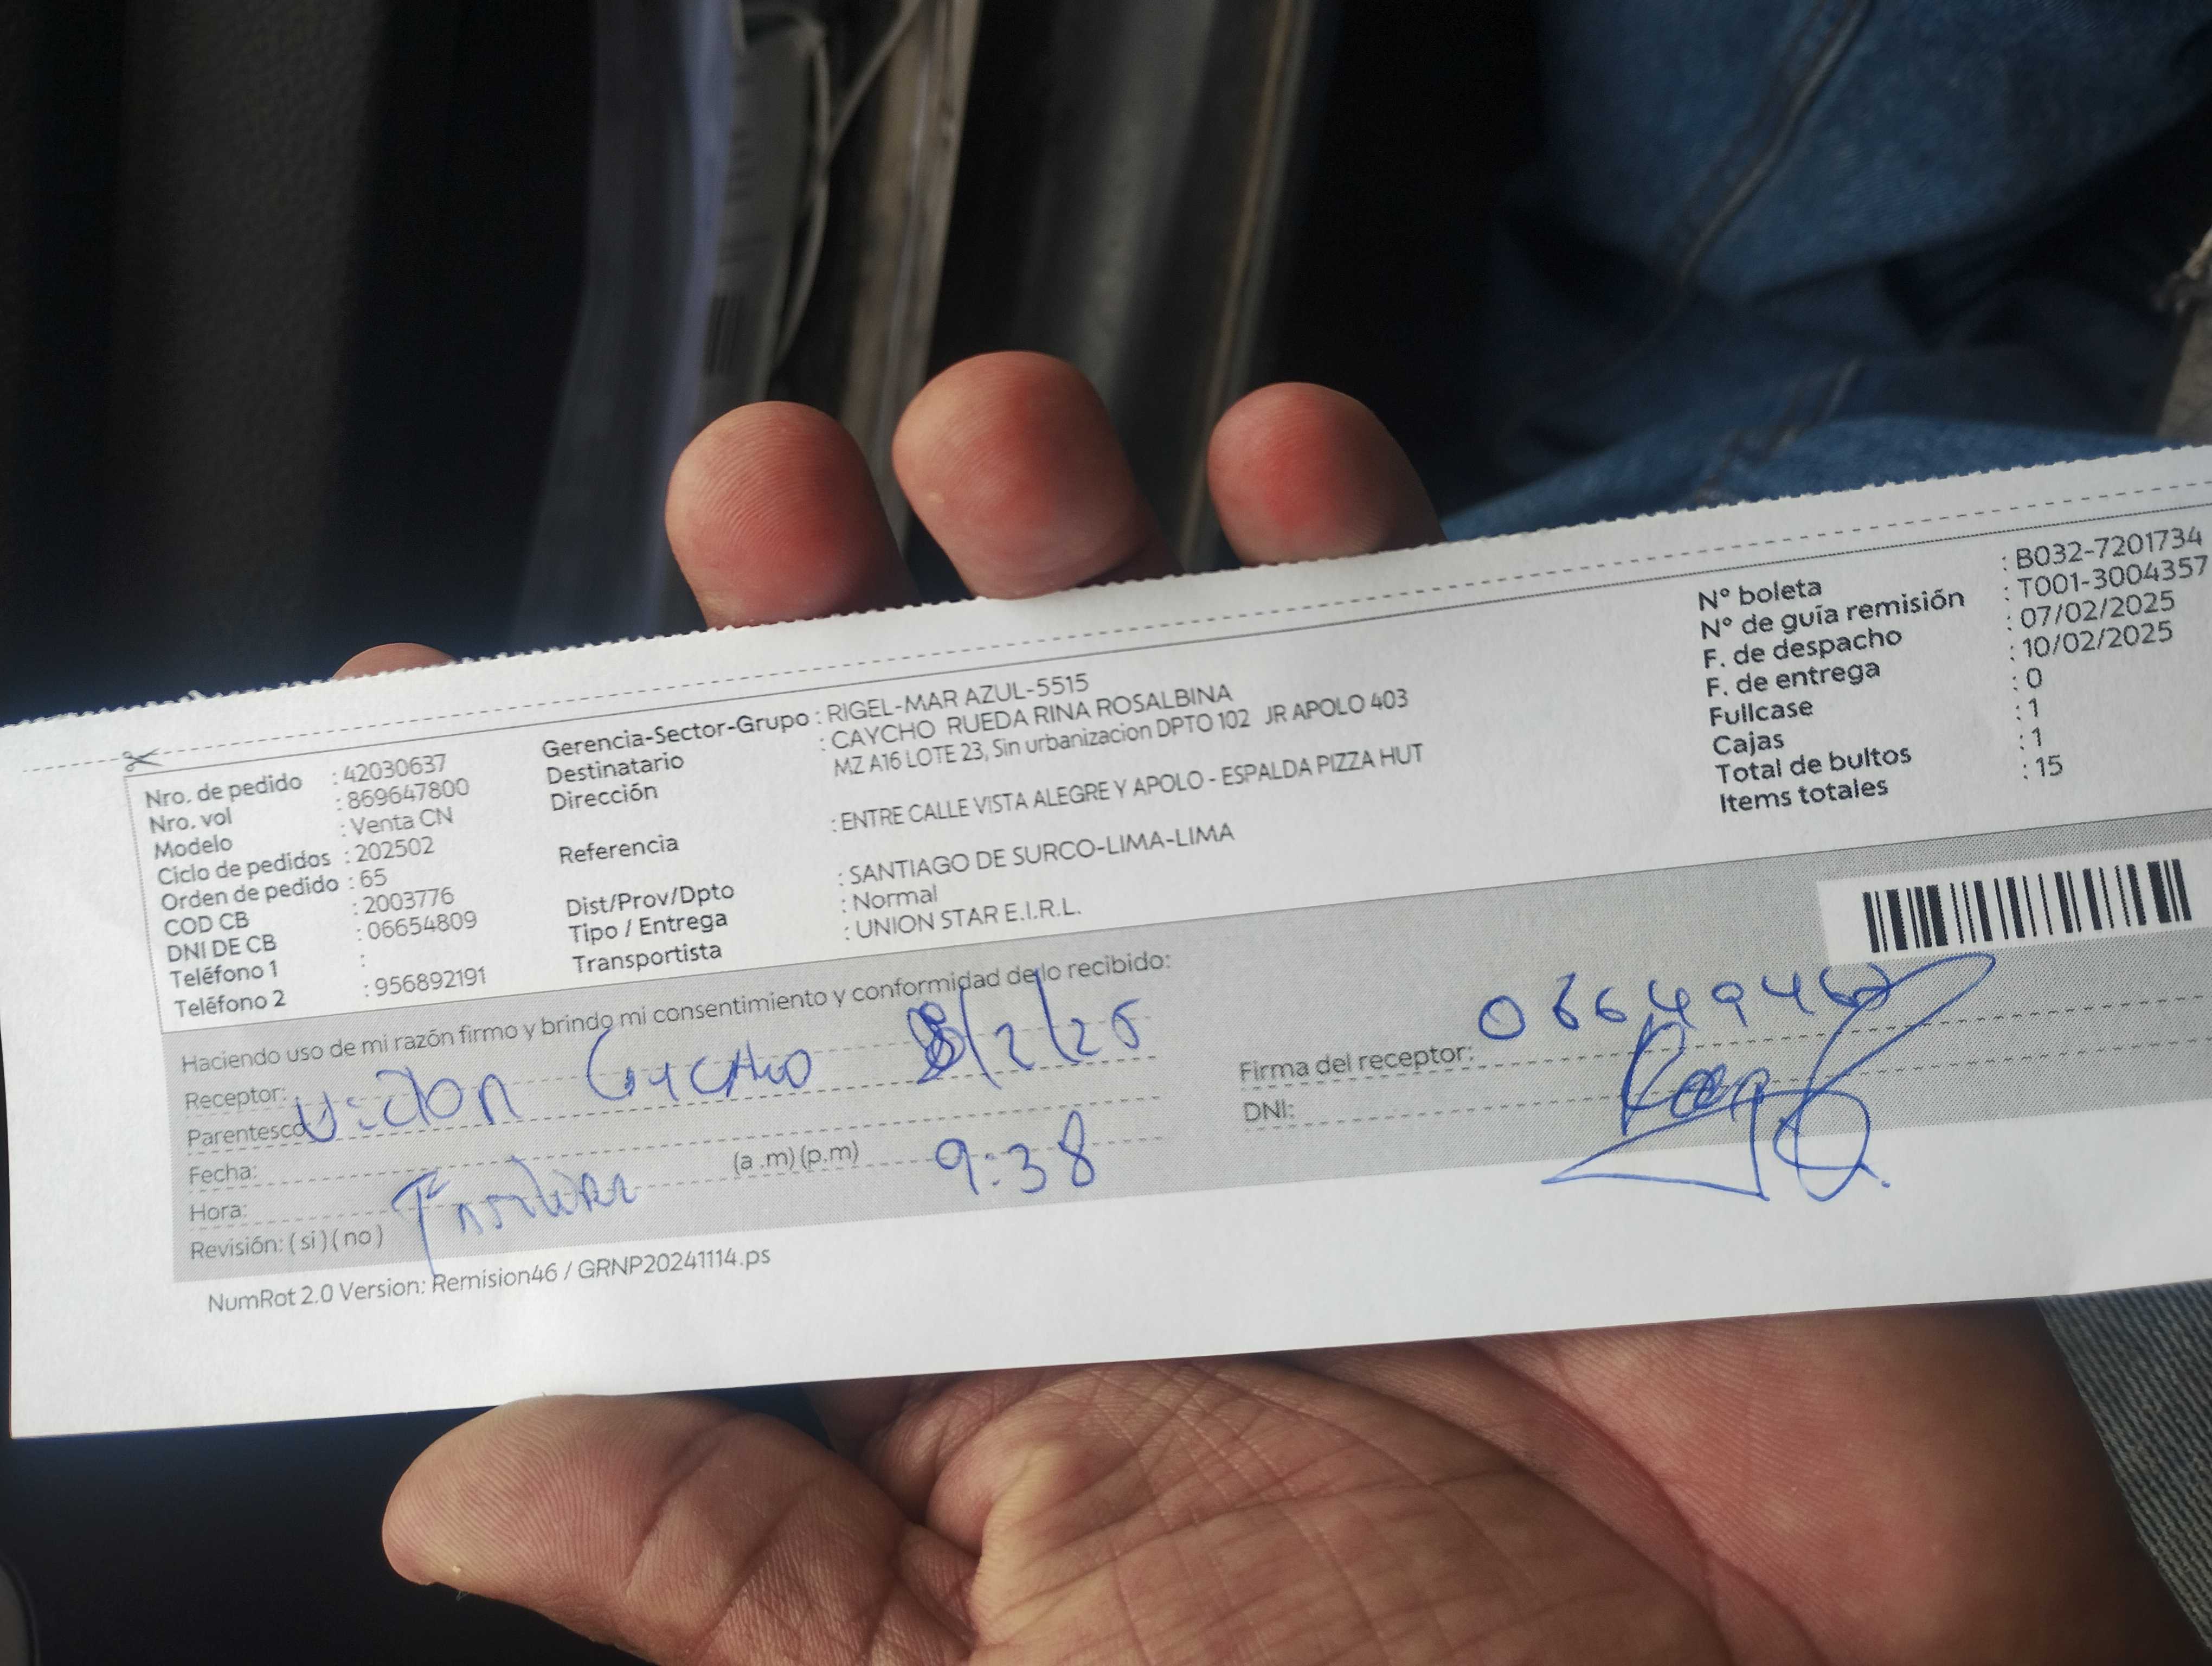 Nro. de pedido : 42030637
Nro. vol : 869647800
Modelo : Venta CN
Ciclo de pedidos : 202502
Orden de pedido : 65
COD CB : 2003776
DNI DE CB : 06654809
Teléfono 1 :
Teléfono 2 : 956892191
Gerencia-Sector-Grupo : RIGEL-MAR AZUL-5515
Destinatario : CAYCHO RUEDA RINA ROSALBINA
Dirección MZ A16 LOTE 23, Sin urbanizacion DPTO 102 JR APOLO 403
Referencia : ENTRE CALLE VISTA ALEGRE Y APOLO - ESPALDA PIZZA HUT
Dist/Prov/Dpto : SANTIAGO DE SURCO-LIMA-LIMA
Tipo / Entrega : Normal
Transportista : UNION STAR E.I.R.L.
N° boleta : B032-7201734
N° de guía remisión : T001-3004357
F. de despacho : 07/02/2025
F. de entrega : 10/02/2025
Fullcase : 0
Cajas : 1
Total de bultos : 1
Items totales : 15
Haciendo uso de mi razón firmo y brindo mi consentimiento y conformidad de lo recibido:
Receptor:
Parentesco
Caycho 8/2/25
Fecha:
Hora: (a .m) (p.m) 9:38
Revisión: ( si ) ( no )
Firma del receptor:
DNI:
NumRot 2.0 Version: Remision46 / GRNP20241114.ps